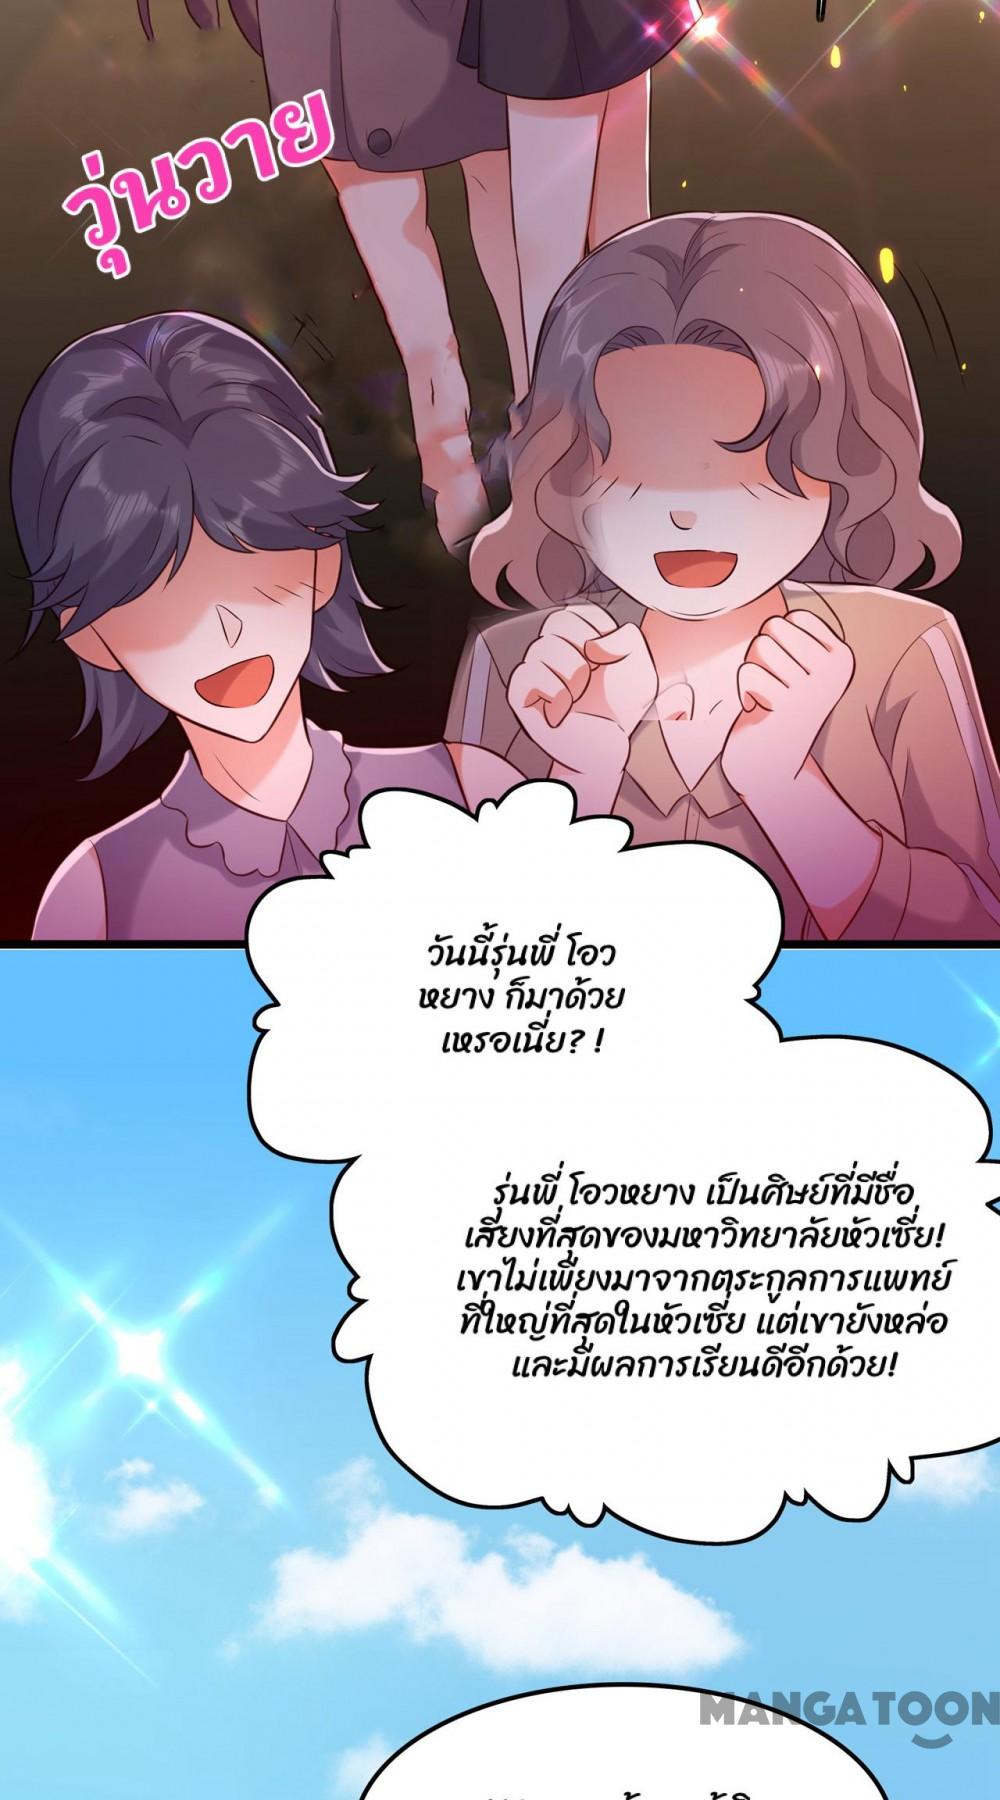 วุ่นวาย
วันนี้รุ่นพี่ โอว
หยาง ก็มาด้วย
เหรอเนี่ย?!
รุ่นพี่ โอวหยาง เป็นศิษย์ที่มีชื่อ
เสียงที่สุดของมหาวิทยาลัยหัวเซี่ย!
เขาไม่เพียงมาจากตระกูลการแพทย์
ที่ใหญ่ที่สุดในหัวเซี่ย แต่เขายังหล่อ
และมีผลการเรียนดีอีกด้วย!
MANGATOON